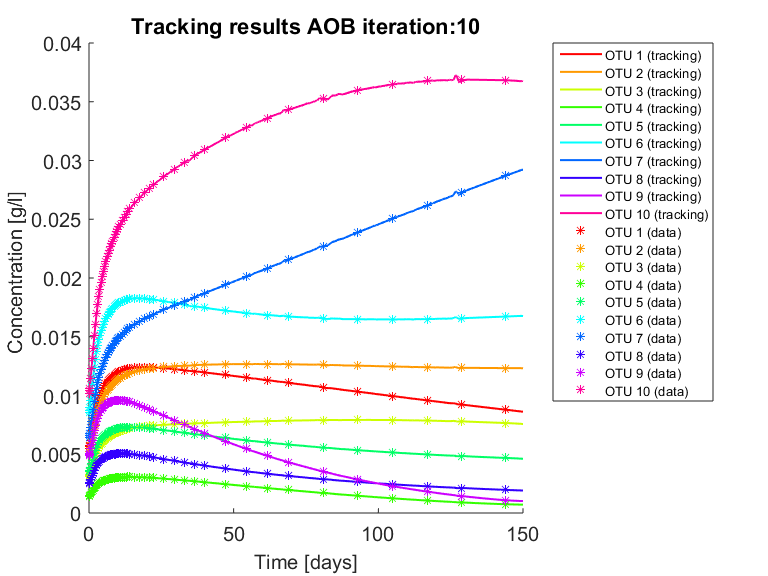 Tracking results AOB iteration:10
Concentration [g/l]
0.04
0.035
0.03
0.025
0.02
0.015
0.01
0.005
0
0
50
100
150
Time [days]
OTU 1 (tracking)
OTU 2 (tracking)
OTU 3 (tracking)
OTU 4 (tracking)
OTU 5 (tracking)
OTU 6 (tracking)
OTU 7 (tracking)
OTU 8 (tracking)
OTU 9 (tracking)
OTU 10 (tracking)
OTU 1 (data)
OTU 2 (data)
OTU 3 (data)
OTU 4 (data)
OTU 5 (data)
OTU 6 (data)
OTU 7 (data)
OTU 8 (data)
OTU 9 (data)
OTU 10 (data)